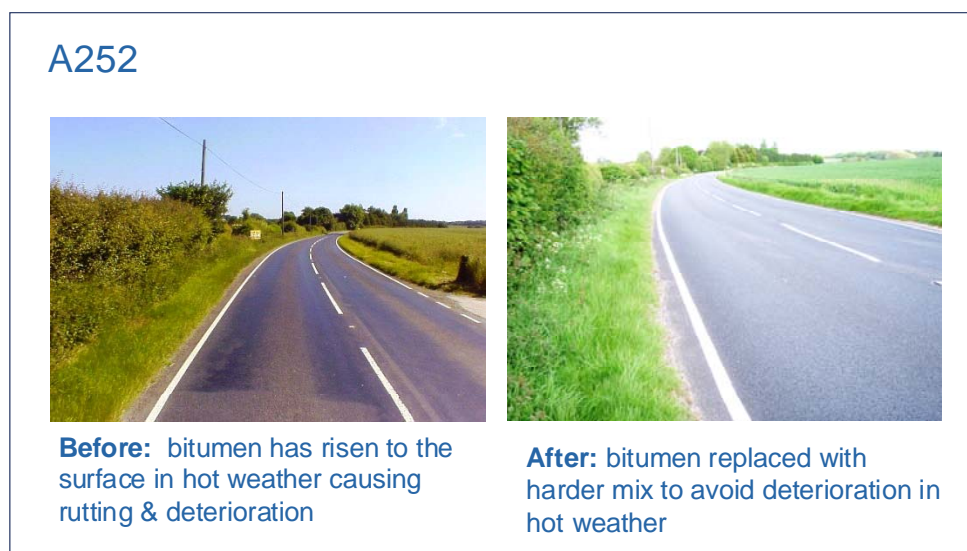 A252
Before: bitumen has risen to the
surface in hot weather causing
rutting & deterioration
After: bitumen replaced with
harder mix to avoid deterioration in
hot weather